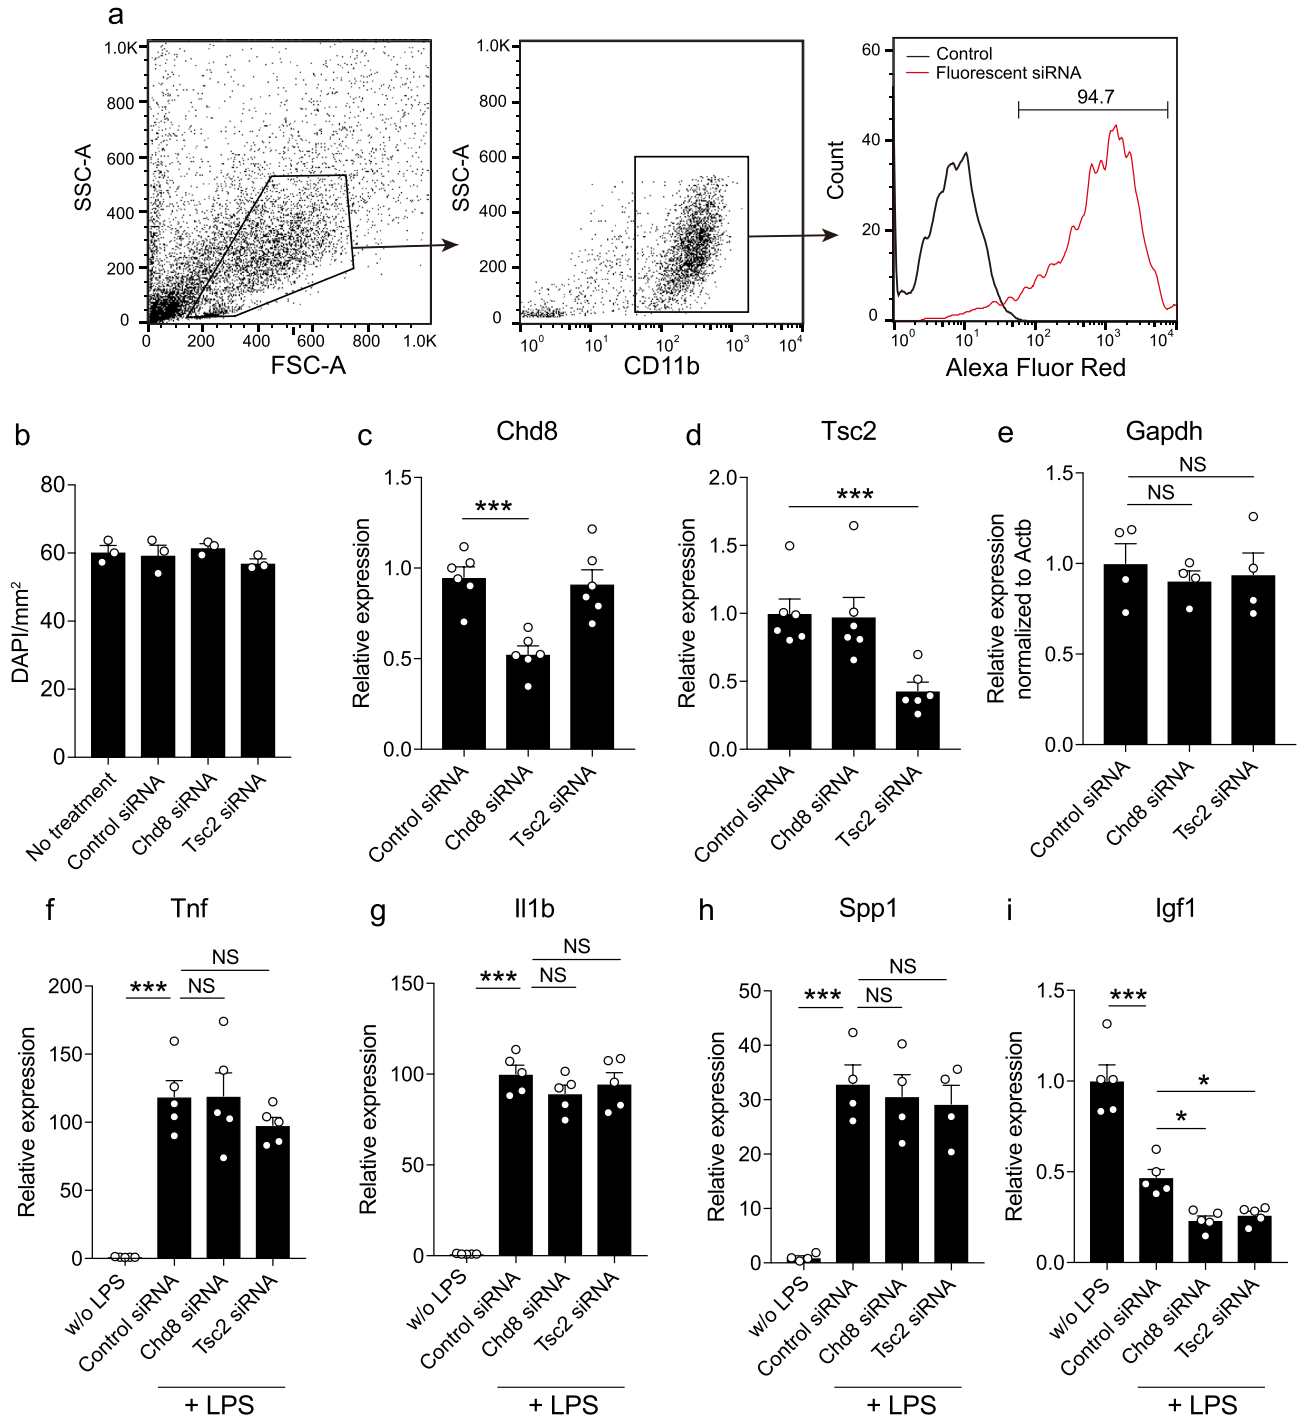 a
1.0K
800
600
400
200
0
SSC-A
0 200 400 600 800 1.0K
FSC-A
1.0K
800
600
400
200
0
SSC-A
10⁰ 10¹ 10² 10³ 10⁴
CD11b
60
40
20
0
Count
Control
Fluorescent siRNA
94.7
10⁰ 10¹ 10² 10³ 10⁴
Alexa Fluor Red
b
80
60
40
20
0
DAPI/mm²
No treatment
Control siRNA
Chd8 siRNA
Tsc2 siRNA
c
Chd8
1.5
1.0
0.5
0.0
Relative expression
***
Control siRNA
Chd8 siRNA
Tsc2 siRNA
d
Tsc2
2.0
1.5
1.0
0.5
0.0
Relative expression
***
Control siRNA
Chd8 siRNA
Tsc2 siRNA
e
Gapdh
1.5
1.0
0.5
0.0
Relative expression
normalized to Actb
NS
NS
Control siRNA
Chd8 siRNA
Tsc2 siRNA
f
Tnf
200
150
100
50
0
Relative expression
NS
*** NS
w/o LPS
Control siRNA
Chd8 siRNA
Tsc2 siRNA
+ LPS
g
Il1b
150
100
50
0
Relative expression
NS
*** NS
w/o LPS
Control siRNA
Chd8 siRNA
Tsc2 siRNA
+ LPS
h
Spp1
50
40
30
20
10
0
Relative expression
NS
*** NS
w/o LPS
Control siRNA
Chd8 siRNA
Tsc2 siRNA
+ LPS
i
Igf1
1.5
1.0
0.5
0.0
Relative expression
***
*
*
w/o LPS
Control siRNA
Chd8 siRNA
Tsc2 siRNA
+ LPS